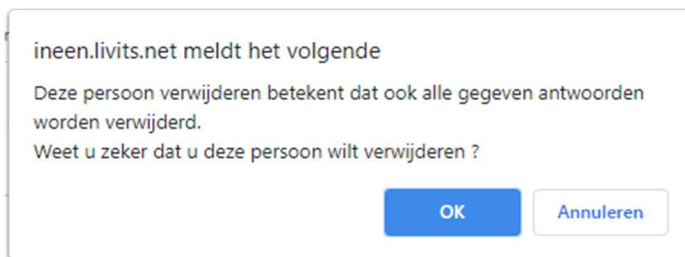 ineen.livits.net meldt het volgende
Deze persoon verwijderen betekent dat ook alle gegeven antwoorden
worden verwijderd.
Weet u zeker dat u deze persoon wilt verwijderen ?
OK
Annuleren